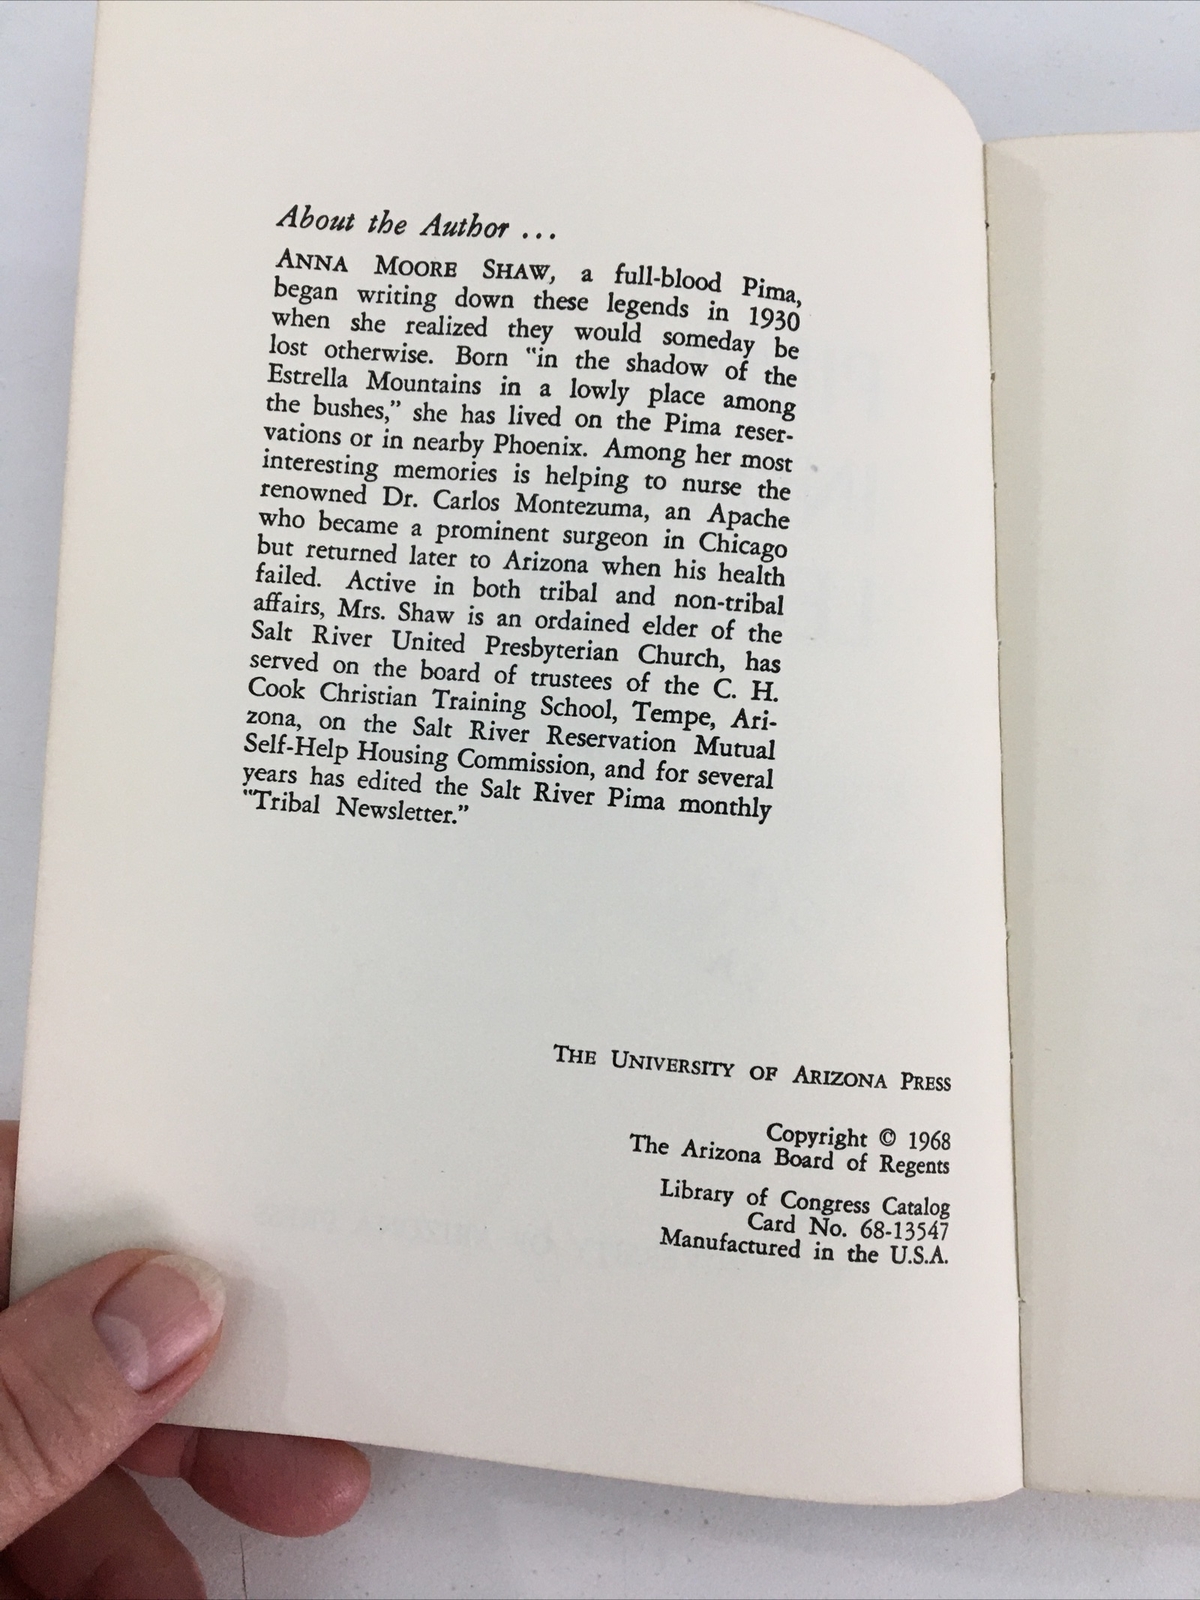 About the Author ...
ANNA MOORE SHAW, a full-blood Pima,
began writing down these legends in 1930
when she realized they would someday be
lost otherwise. Born "in the shadow of the
Estrella Mountains in a lowly place among
the bushes," she has lived on the Pima reser-
vations or in nearby Phoenix. Among her most
interesting memories is helping to nurse the
renowned Dr. Carlos Montezuma, an Apache
who became a prominent surgeon in Chicago
but returned later to Arizona when his health
failed. Active in both tribal and non-tribal
affairs, Mrs. Shaw is an ordained elder of the
Salt River United Presbyterian Church, has
served on the board of trustees of the C. H.
Cook Christian Training School, Tempe, Ari-
zona, on the Salt River Reservation Mutual
Self-Help Housing Commission, and for several
years has edited the Salt River Pima monthly
"Tribal Newsletter."
THE UNIVERSITY OF ARIZONA PRESS
Copyright © 1968
The Arizona Board of Regents
Library of Congress Catalog
Card No. 68-13547
Manufactured in the U.S.A.